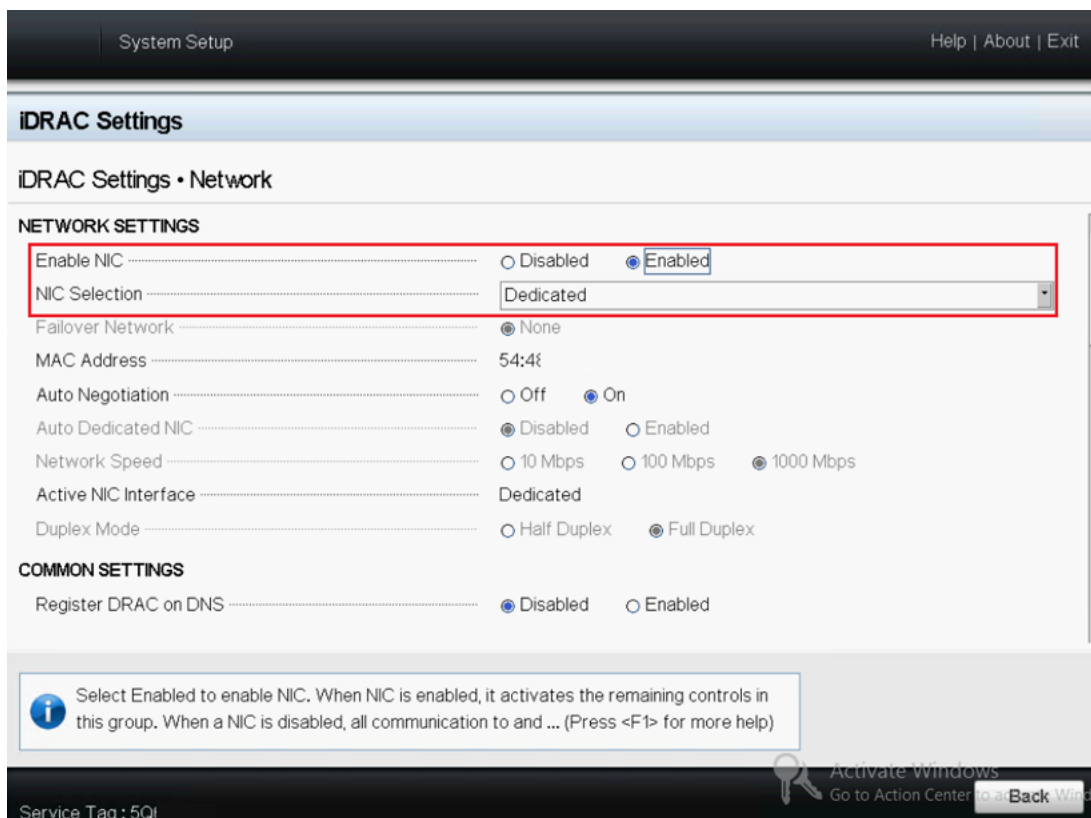 System Setup
Help | About | Exit
iDRAC Settings
iDRAC Settings • Network
NETWORK SETTINGS
Enable NIC Disabled Enabled
NIC Selection Dedicated
Failover Network None
MAC Address 54:48
Auto Negotiation Off On
Auto Dedicated NIC Disabled Enabled
Network Speed 10 Mbps 100 Mbps 1000 Mbps
Active NIC Interface Dedicated
Duplex Mode Half Duplex Full Duplex
COMMON SETTINGS
Register DRAC on DNS Disabled Enabled
Select Enabled to enable NIC. When NIC is enabled, it activates the remaining controls in
this group. When a NIC is disabled, all communication to and ... (Press <F1> for more help)
Activate Windows
Go to Action Center to
Back
Service Tag :